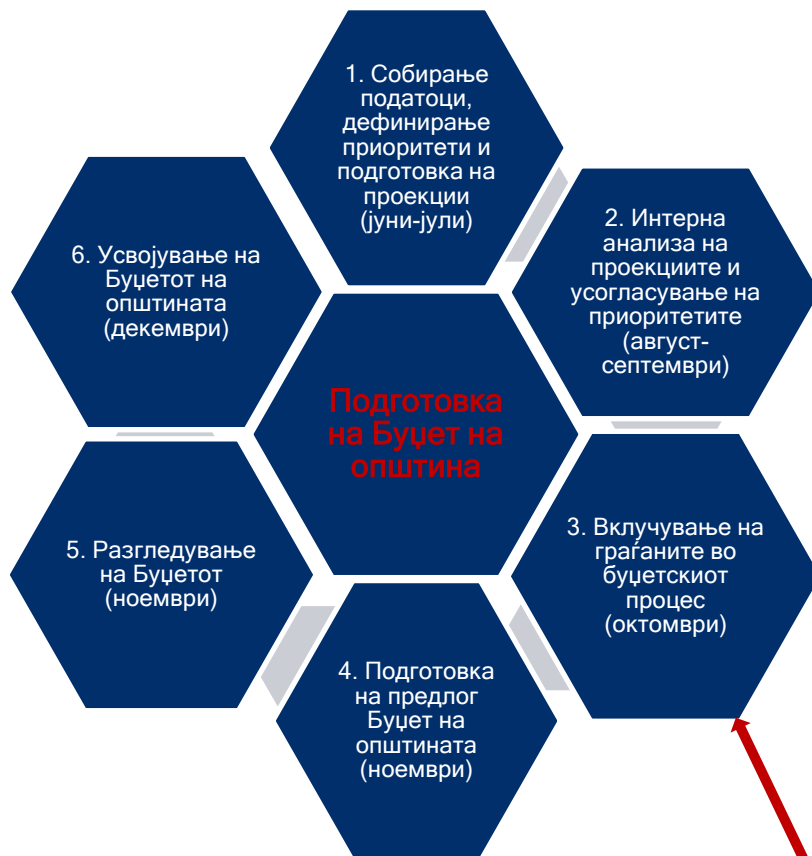 1. Собирање
податоци,
дефинирање
приоритети и
подготовка на
проекции
(јуни-јули)
2. Интерна
анализа на
проекциите и
усогласување на
приоритетите
(август-
септември)
3. Вклучување на
граѓаните во
буџетскиот
процес
(октомври)
4. Подготовка
на предлог
Буџет на
општината
(ноември)
5. Разгледување
на Буџетот
(ноември)
6. Усвојување на
Буџетот на
општината
(декември)
Подготовка
на Буџет на
општина